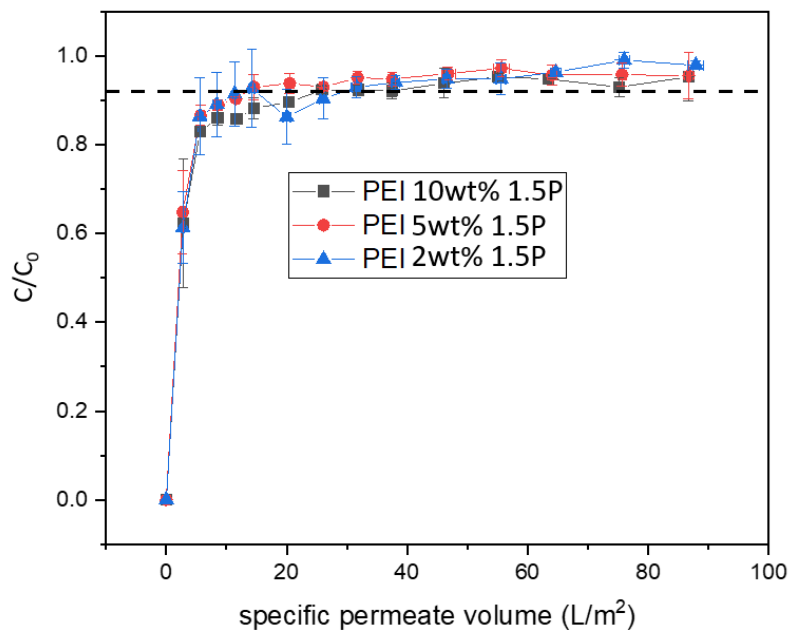 C/C₀
1.0
0.8
0.6
0.4
0.2
0.0
PEI 10wt% 1.5P
PEI 5wt% 1.5P
PEI 2wt% 1.5P
0 20 40 60 80 100
specific permeate volume (L/m²)